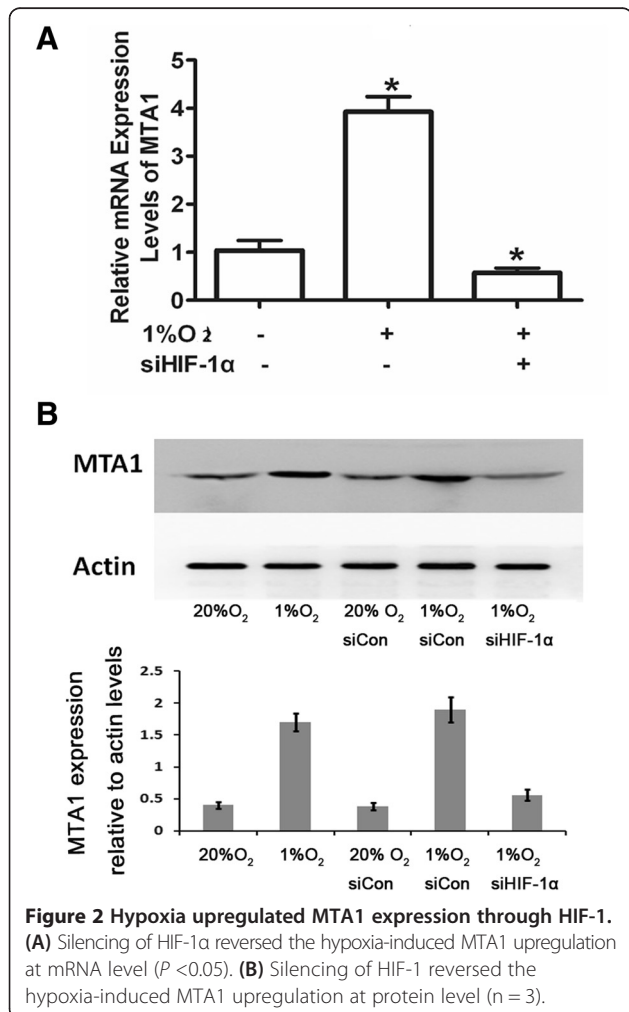 A
Relative mRNA Expression
Levels of MTA1
5
4
3
2
1
0
*
*
1%O2 - + +
siHIF-1α - - +
B
MTA1
Actin
20%O2 1%O2 20% O2 1%O2 1%O2
siCon siCon siHIF-1α
MTA1 expression
relative to actin levels
2.5
2
1.5
1
0.5
0
20%O2 1%O2 20% O2 1%O2 1%O2
siCon siCon siHIF-1α
Figure 2 Hypoxia upregulated MTA1 expression through HIF-1.
(A) Silencing of HIF-1α reversed the hypoxia-induced MTA1 upregulation
at mRNA level (P <0.05). (B) Silencing of HIF-1 reversed the
hypoxia-induced MTA1 upregulation at protein level (n = 3).